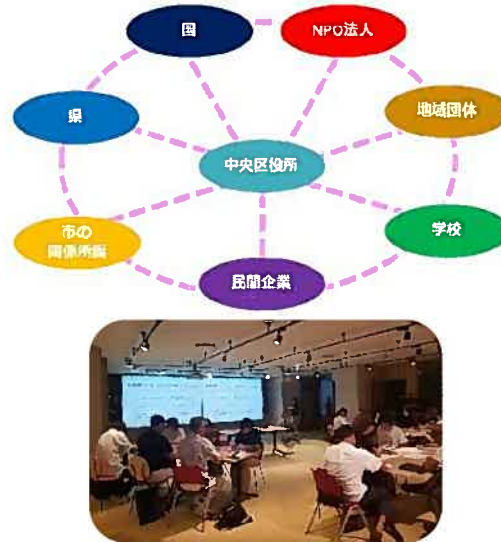 国
NPO法人
県
地域団体
中央区役所
市の
関係所属
学校
民間企業